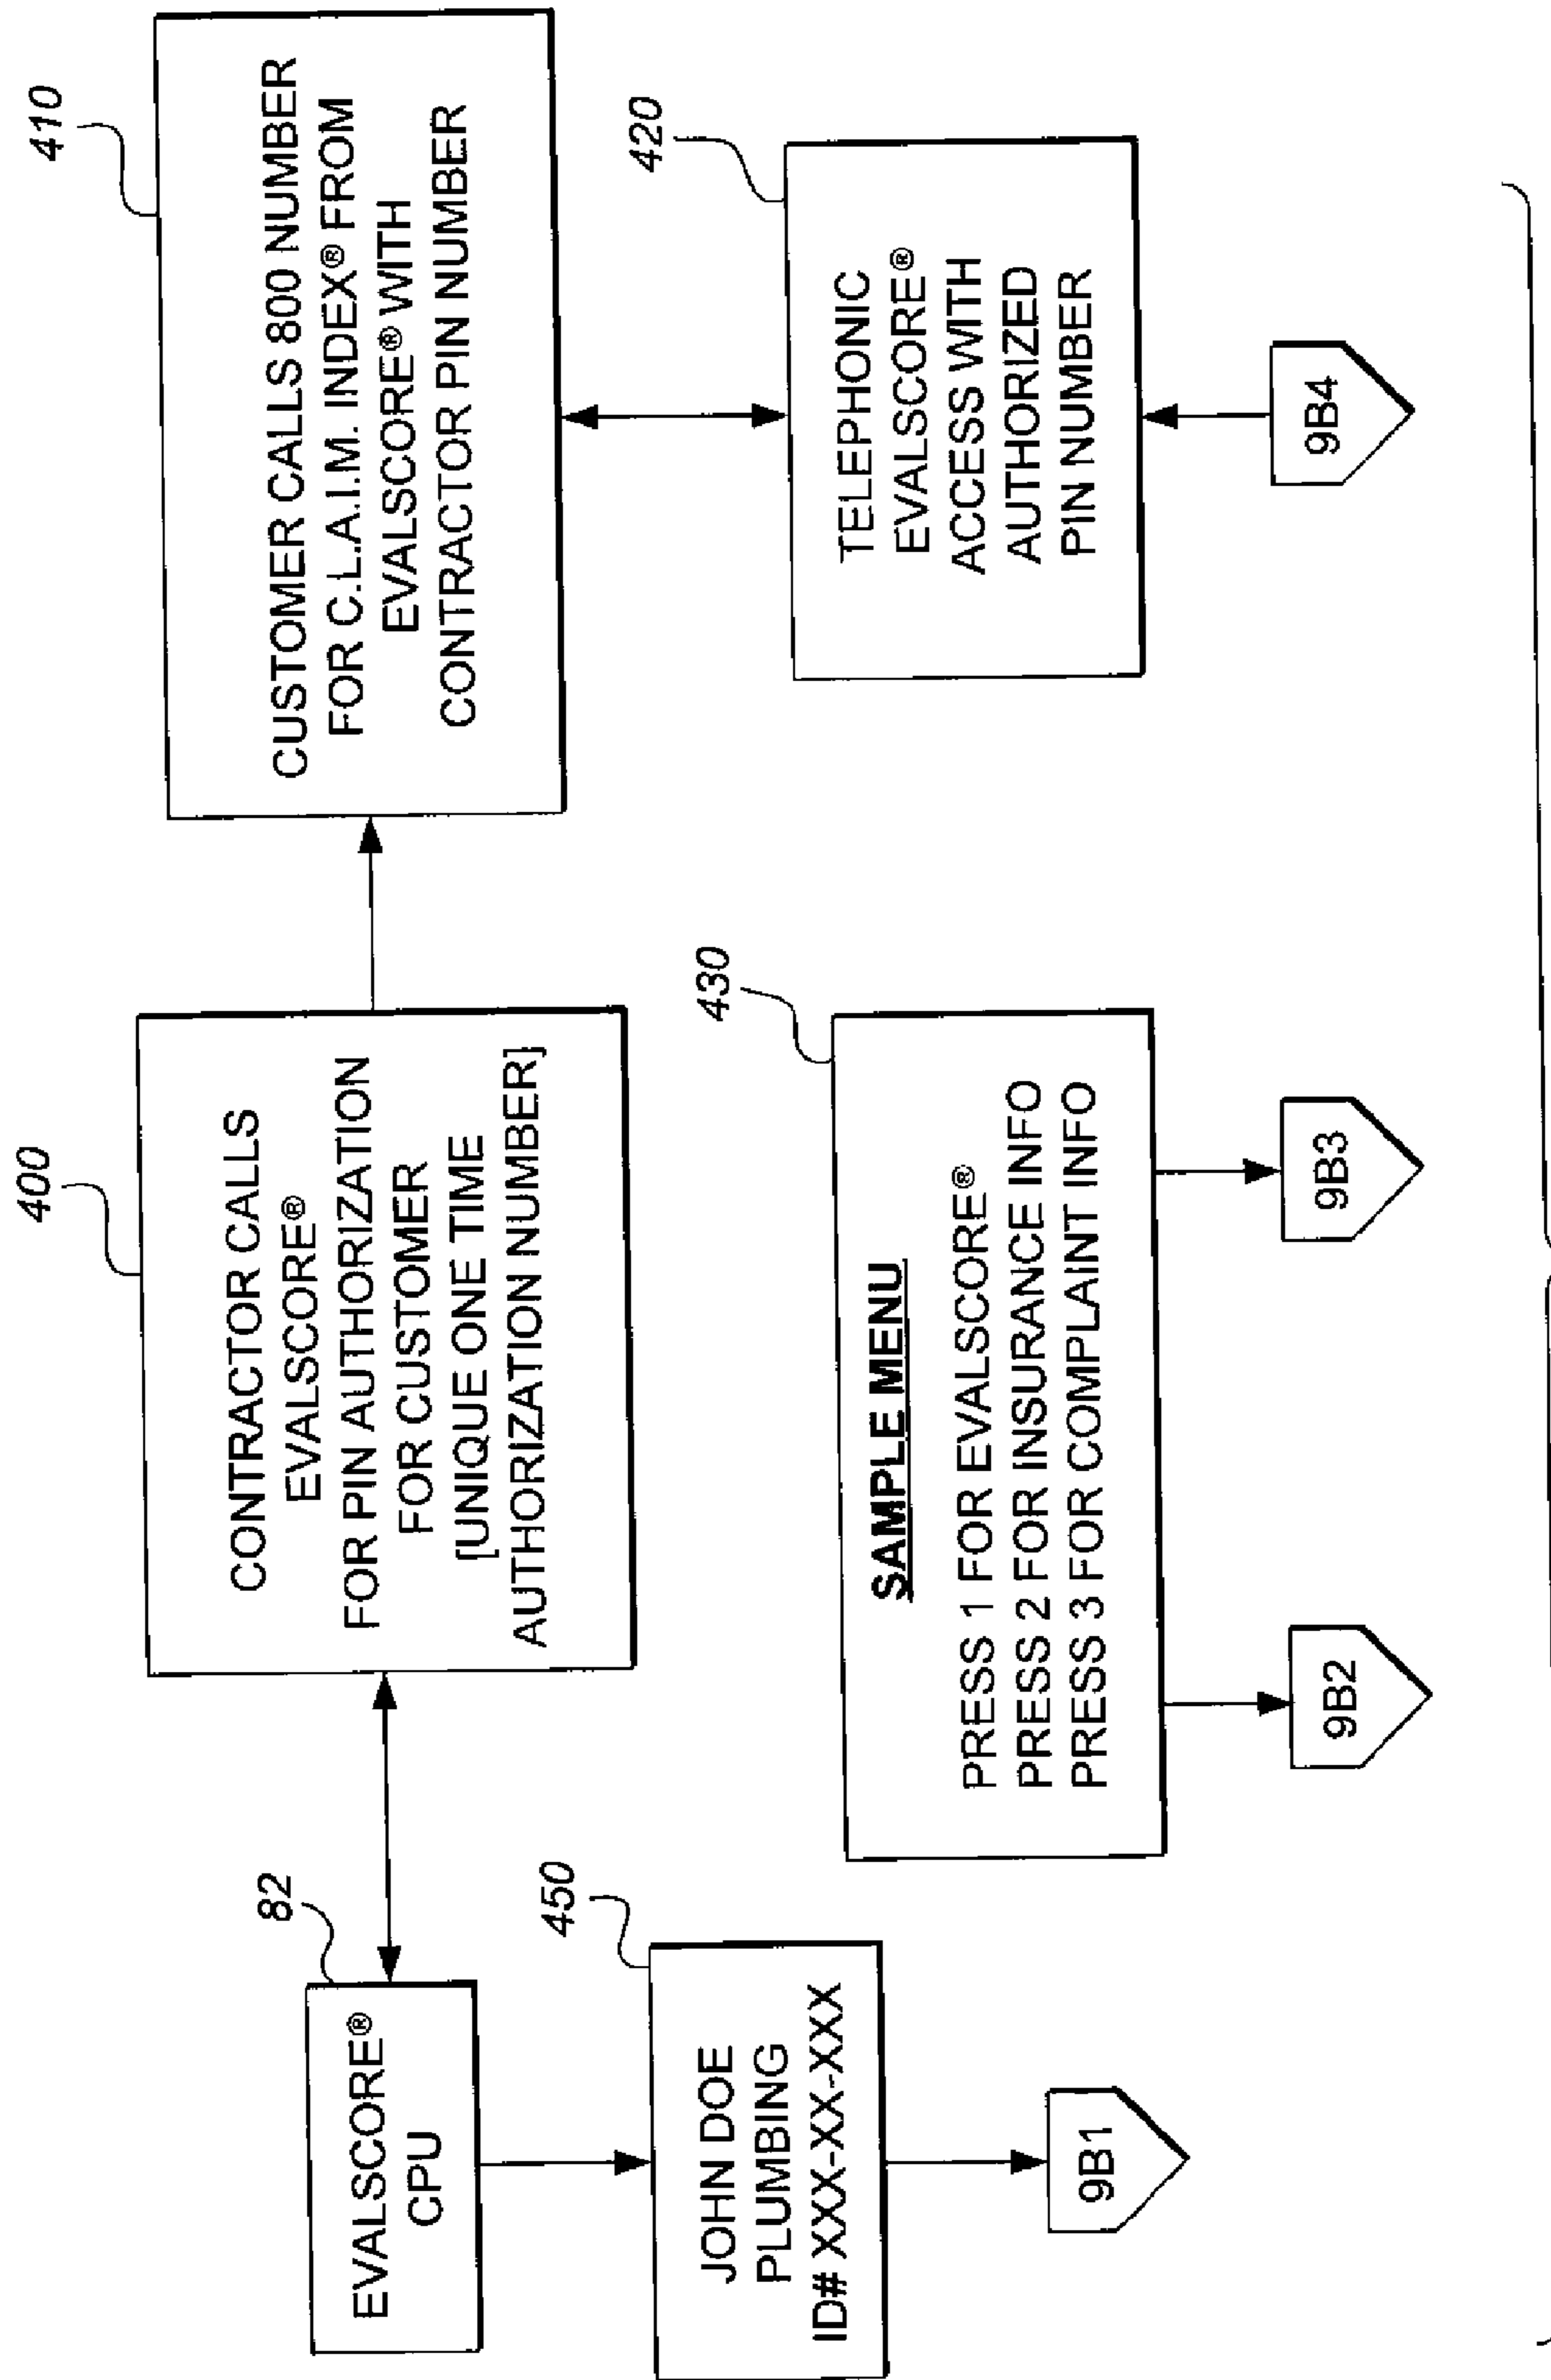 82
EVALSCORE®
CPU
400
CONTRACTOR CALLS
EVALSCORE®
FOR PIN AUTHORIZATION
FOR CUSTOMER
[UNIQUE ONE TIME
AUTHORIZATION NUMBER]
410
CUSTOMER CALLS 800 NUMBER
FOR C.L.A.I.M. INDEX® FROM
EVALSCORE® WITH
CONTRACTOR PIN NUMBER
450
JOHN DOE
PLUMBING
ID# XXX-XX-XXX
9B1
430
SAMPLE MENU
PRESS 1 FOR EVALSCORE®
PRESS 2 FOR INSURANCE INFO
PRESS 3 FOR COMPLAINT INFO
9B2
9B3
420
TELEPHONIC
EVALSCORE®
ACCESS WITH
AUTHORIZED
PIN NUMBER
9B4